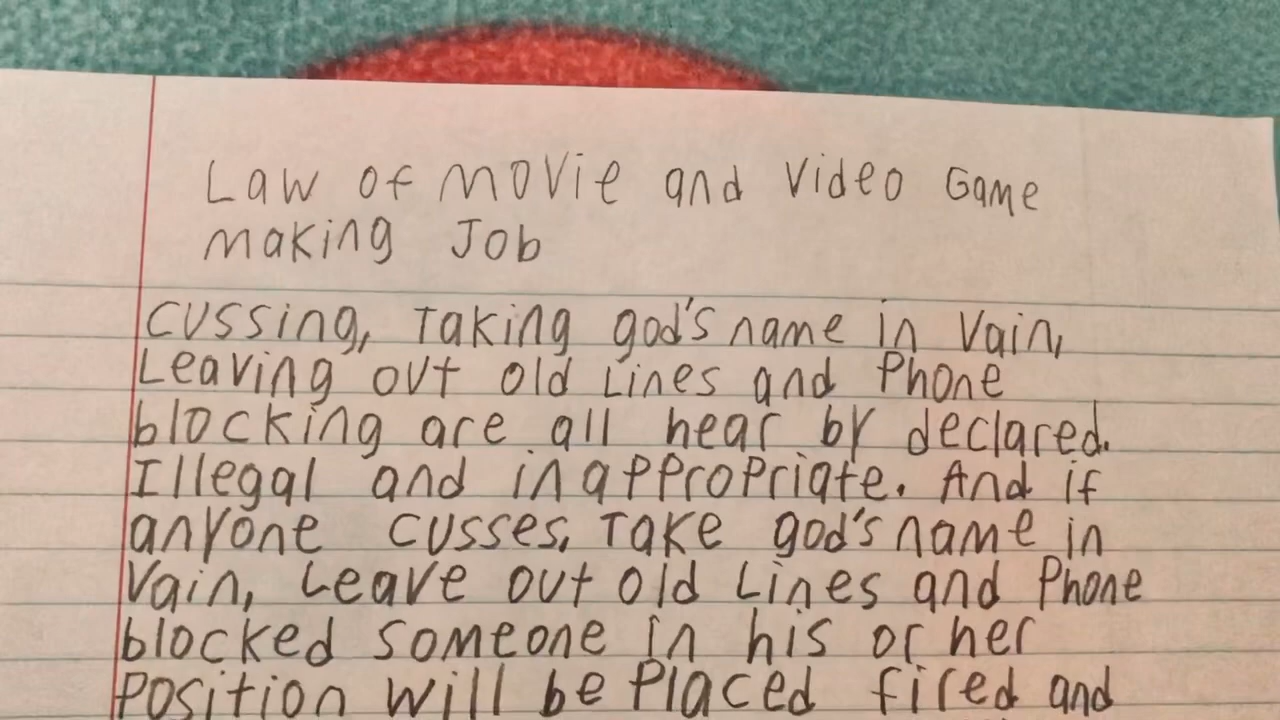 Law of movie and video Game
making Job
cussing, Taking god's name in vain,
Leaving out old Lines and Phone
blocking are all hear by declared.
Illegal and inappropriate. And if
anyone cusses, Take god's name in
vain, Leave out old Lines and Phone
blocked someone in his or her
Position will be Placed fired and